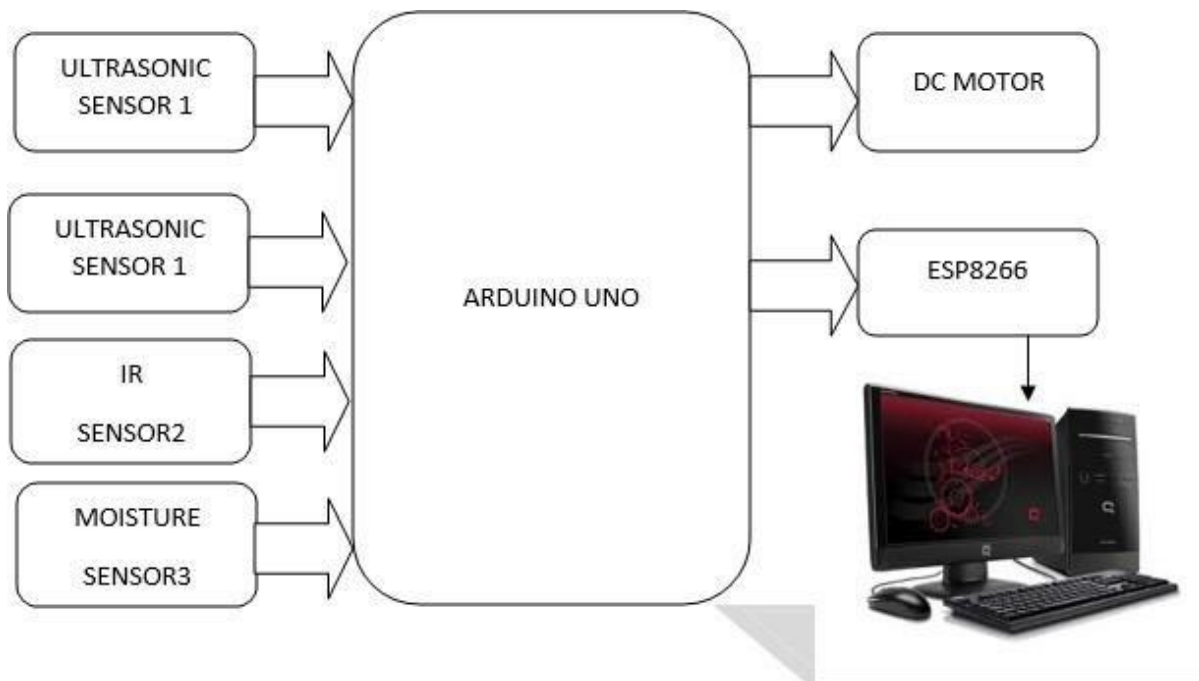 ULTRASONIC
SENSOR 1
ULTRASONIC
SENSOR 1
IR
SENSOR2
MOISTURE
SENSOR3
ARDUINO UNO
DC MOTOR
ESP8266